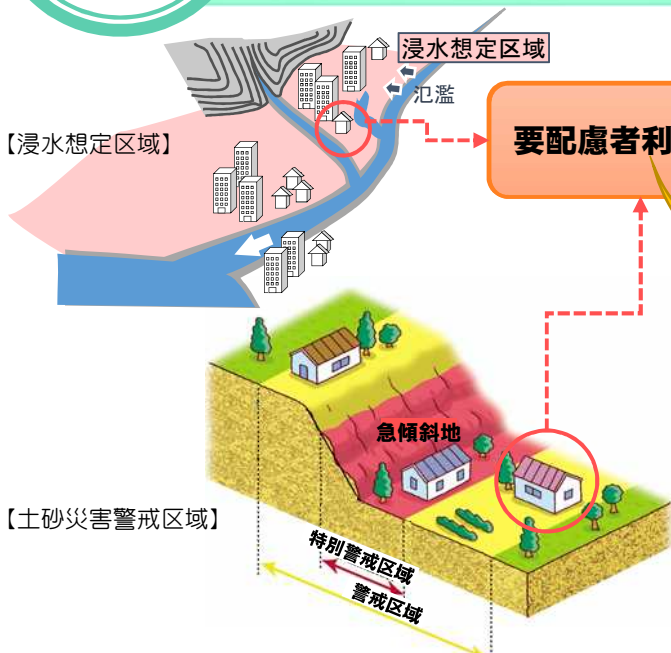 浸水想定区域
氾濫
【浸水想定区域】
要配慮者利
急傾斜地
【土砂災害警戒区域】
特別警戒区域
警戒区域